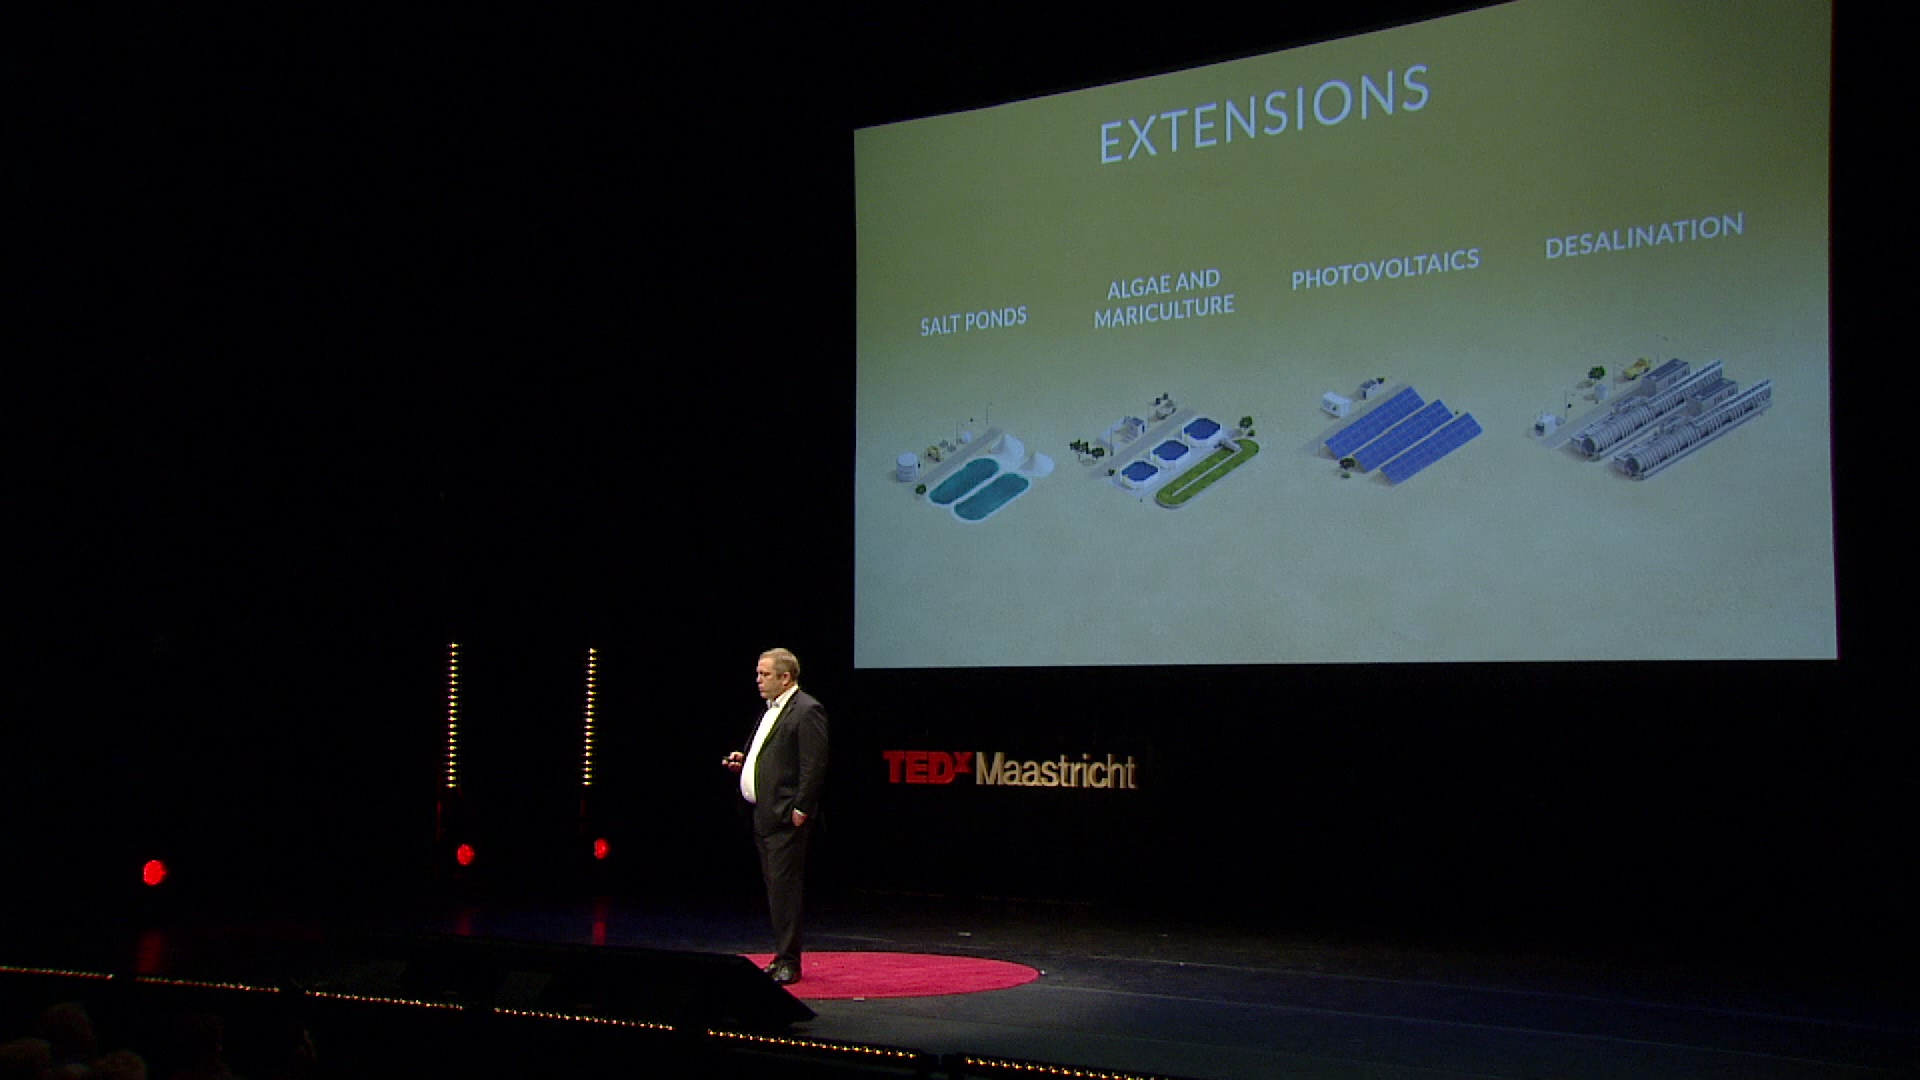 EXTENSIONS
SALT PONDS
ALGAE AND
MARICULTURE
PHOTOVOLTAICS
DESALINATION
TEDx Maastricht